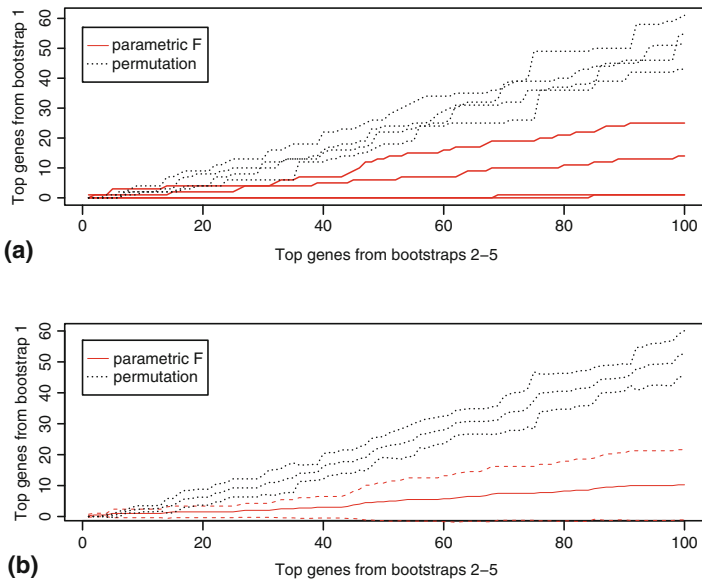 60
50
40
30
20
10
0
Top genes from bootstrap 1
parametric F
permutation
0
20
40
60
80
100
Top genes from bootstraps 2–5
(a)
60
50
40
30
20
10
0
Top genes from bootstrap 1
parametric F
permutation
0
20
40
60
80
100
Top genes from bootstraps 2–5
(b)